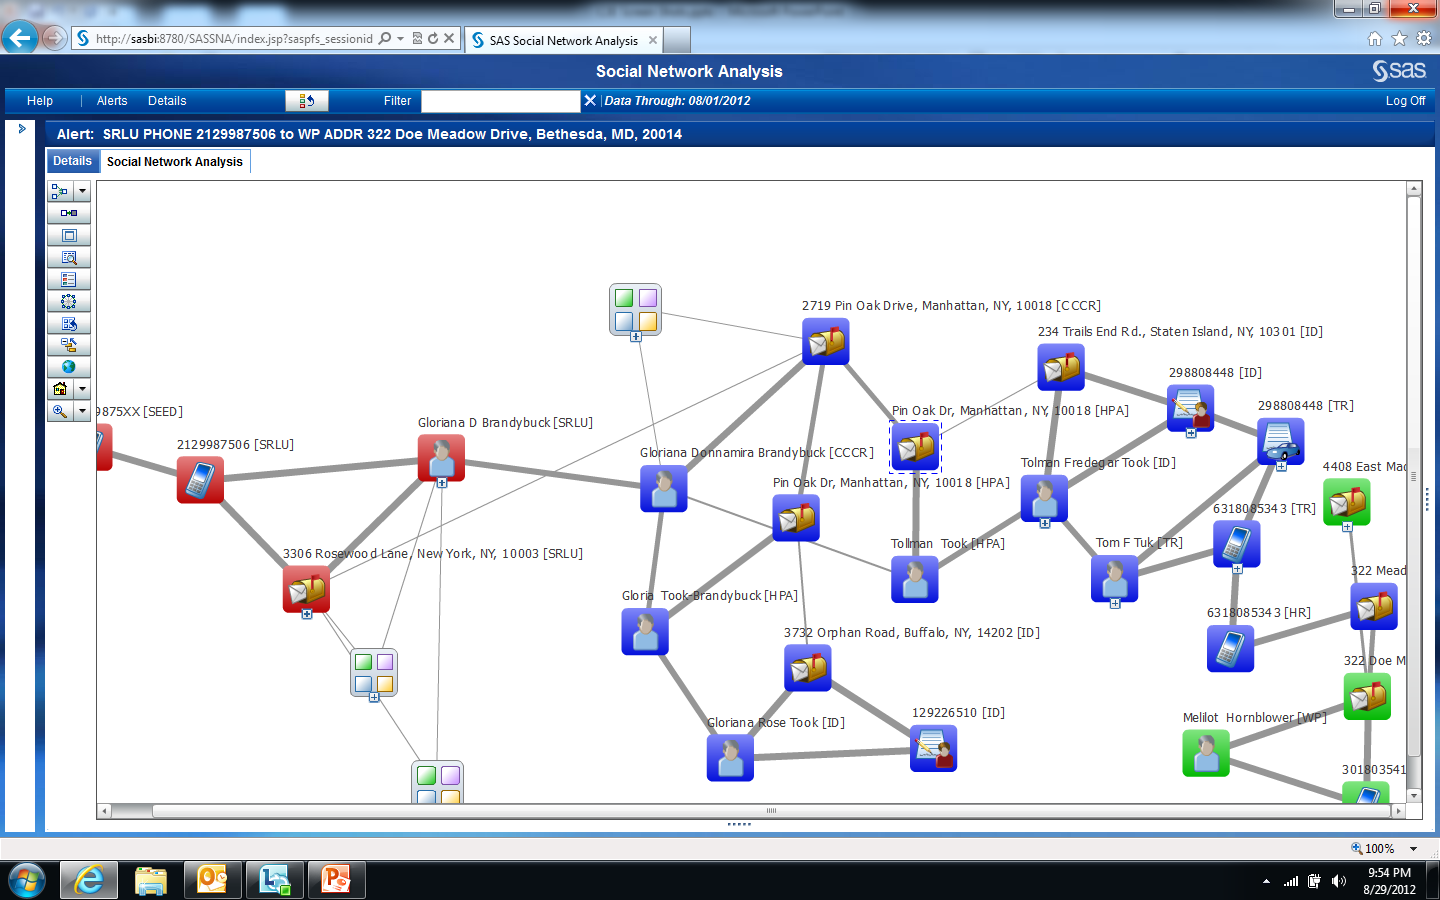 http://sasbi:8780/SASSNA/index.jsp?saspfs_sessionid
SAS Social Network Analysis
Social Network Analysis
sas
Help
Alerts
Details
Filter
Data Through: 08/01/2012
Log Off
Alert: SRLU PHONE 2129987506 to WP ADDR 322 Doe Meadow Drive, Bethesda, MD, 20014
Details
Social Network Analysis
2719 Pin Oak Drive, Manhattan, NY, 10018 [CCCR]
234 Trails End Rd., Staten Island, NY, 10301 [ID]
298808448 [ID]
298808448 [TR]
9875XX [SEED]
Gloriana D Brandybuck [SRLU]
Pin Oak Dr, Manhattan, NY, 10018 [HPA]
2129987506 [SRLU]
Gloriana Donnamira Brandybuck [CCCR]
Tolman Fredegar Took [ID]
4408 East Mac
Pin Oak Dr, Manhattan, NY, 10018 [HPA]
6318085343 [TR]
3306 Rosewood Lane, New York, NY, 10003 [SRLU]
Tollman Took [HPA]
Tom F Tuk [TR]
322 Mead
Gloria Took-Brandybuck [HPA]
6318085343 [HR]
3732 Orphan Road, Buffalo, NY, 14202 [ID]
322 Doe M
Gloriana Rose Took [ID]
129226510 [ID]
Melilot Hornblower [WP]
301803541
100%
9:54 PM
8/29/2012